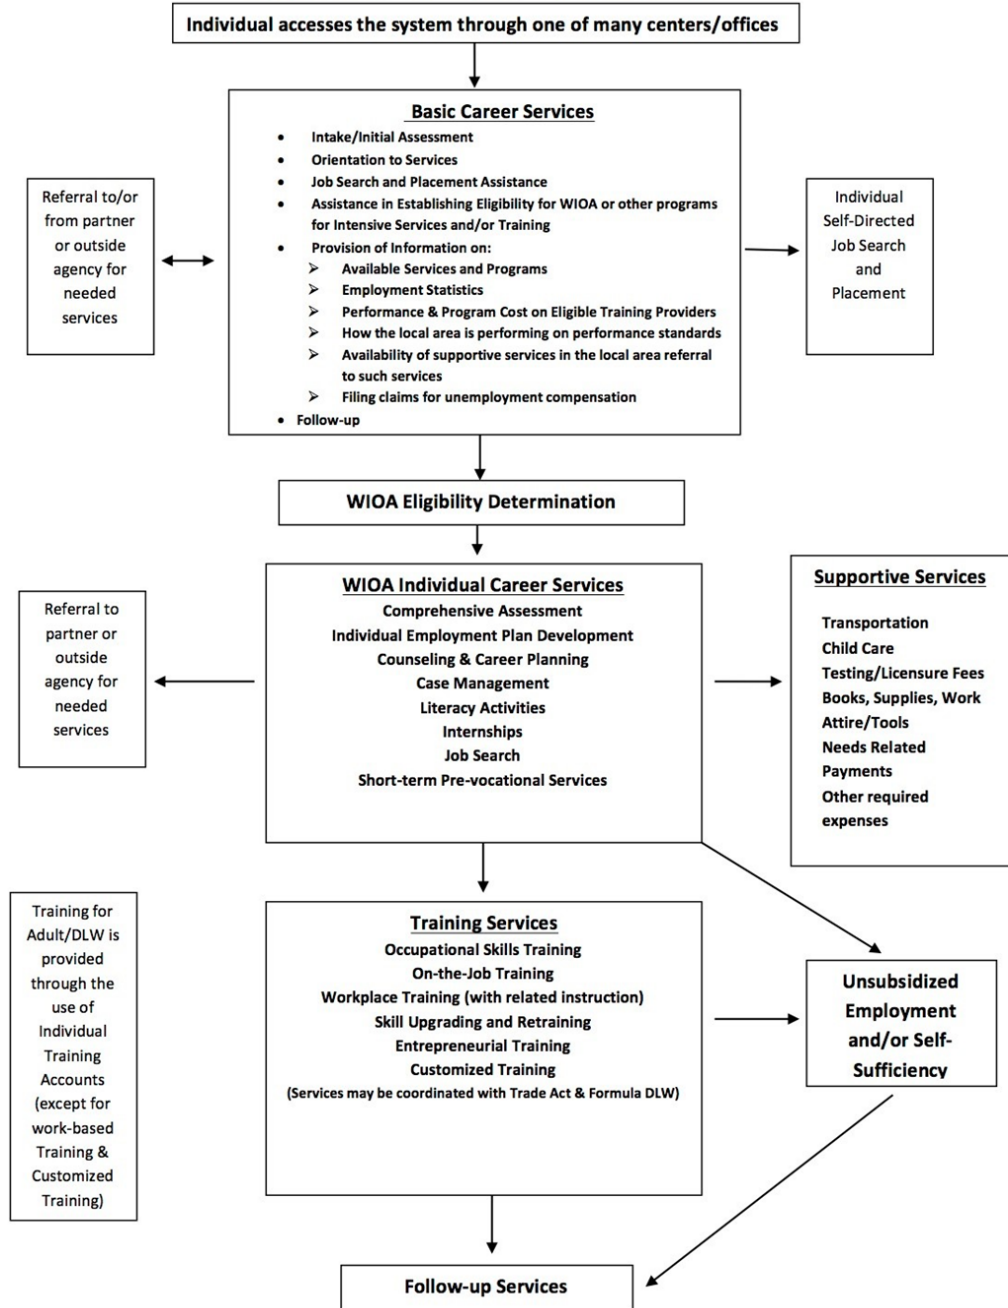 Individual accesses the system through one of many centers/offices
Basic Career Services
• Intake/Initial Assessment
• Orientation to Services
• Job Search and Placement Assistance
• Assistance in Establishing Eligibility for WIOA or other programs
for Intensive Services and/or Training
• Provision of Information on:
➢ Available Services and Programs
➢ Employment Statistics
➢ Performance & Program Cost on Eligible Training Providers
➢ How the local area is performing on performance standards
➢ Availability of supportive services in the local area referral
to such services
➢ Filing claims for unemployment compensation
• Follow-up
Referral to/or
from partner
or outside
agency for
needed
services
Individual
Self-Directed
Job Search
and
Placement
WIOA Eligibility Determination
WIOA Individual Career Services
Comprehensive Assessment
Individual Employment Plan Development
Counseling & Career Planning
Case Management
Literacy Activities
Internships
Job Search
Short-term Pre-vocational Services
Referral to
partner or
outside
agency for
needed
services
Supportive Services
Transportation
Child Care
Testing/Licensure Fees
Books, Supplies, Work
Attire/Tools
Needs Related
Payments
Other required
expenses
Training for
Adult/DLW is
provided
through the
use of
Individual
Training
Accounts
(except for
work-based
Training &
Customized
Training)
Training Services
Occupational Skills Training
On-the-Job Training
Workplace Training (with related instruction)
Skill Upgrading and Retraining
Entrepreneurial Training
Customized Training
(Services may be coordinated with Trade Act & Formula DLW)
Unsubsidized
Employment
and/or Self-
Sufficiency
Follow-up Services